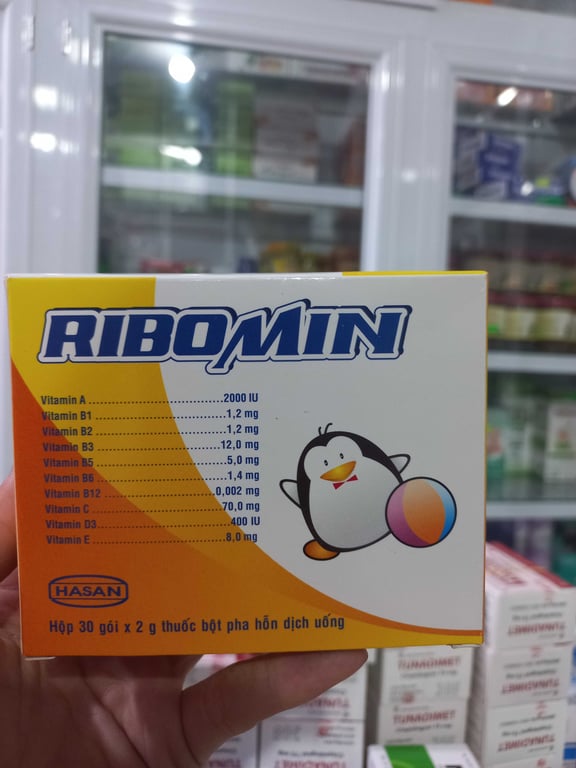 RIBOMIN
Vitamin A ........................... 2000 IU
Vitamin B1 ........................... 1,2 mg
Vitamin B2 ........................... 1,2 mg
Vitamin B3 ........................... 12,0 mg
Vitamin B5 ........................... 5,0 mg
Vitamin B6 ........................... 1,4 mg
Vitamin B12 ........................... 0,002 mg
Vitamin C ........................... 70,0 mg
Vitamin D3 ........................... 400 IU
Vitamin E ........................... 8,0 mg
HASAN
Hộp 30 gói x 2 g thuốc bột pha hỗn dịch uống
TUNADIMET
TUNADIMET